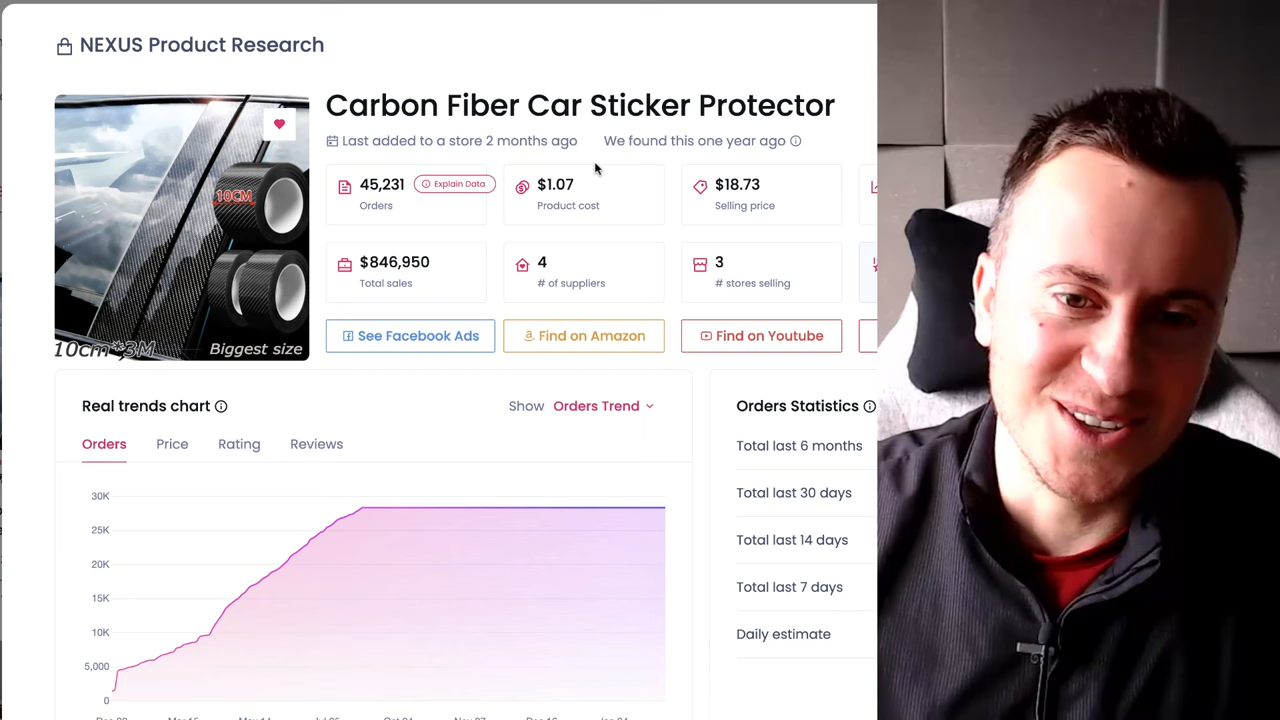 NEXUS Product Research
10CM
10cm*3M
Biggest size
Carbon Fiber Car Sticker Protector
Last added to a store 2 months ago We found this one year ago
45,231 Explain Data
Orders
$1.07
Product cost
$18.73
Selling price
$846,950
Total sales
4
# of suppliers
3
# stores selling
See Facebook Ads
Find on Amazon
Find on Youtube
Real trends chart
Show Orders Trend
Orders Price Rating Reviews
30K
25K
20K
15K
10K
5,000
0
Orders Statistics
Total last 6 months
Total last 30 days
Total last 14 days
Total last 7 days
Daily estimate